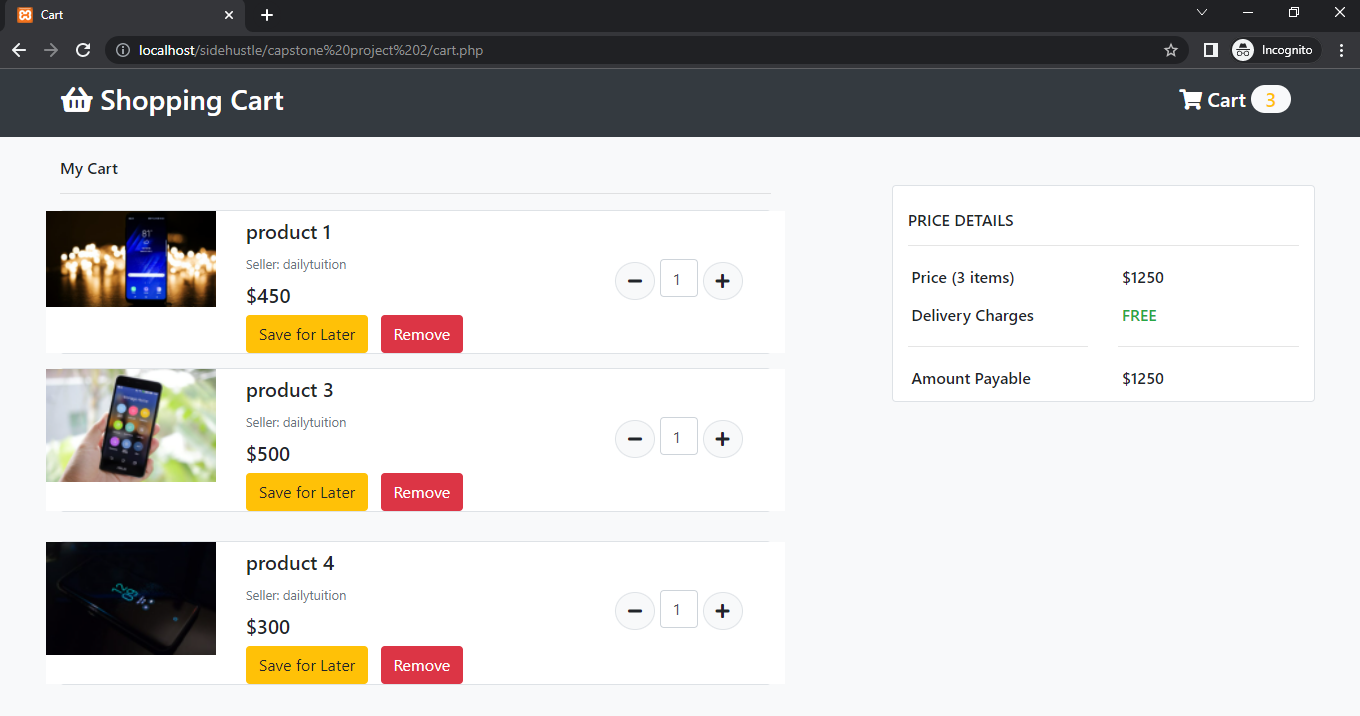 Cart
localhost/sidehustle/capstone%20project%202/cart.php
Incognito
Shopping Cart
Cart 3
My Cart
product 1
Seller: dailytuition
$450
Save for Later Remove
1
product 3
Seller: dailytuition
$500
Save for Later Remove
1
product 4
Seller: dailytuition
$300
Save for Later Remove
1
PRICE DETAILS
Price (3 items) $1250
Delivery Charges FREE
Amount Payable $1250